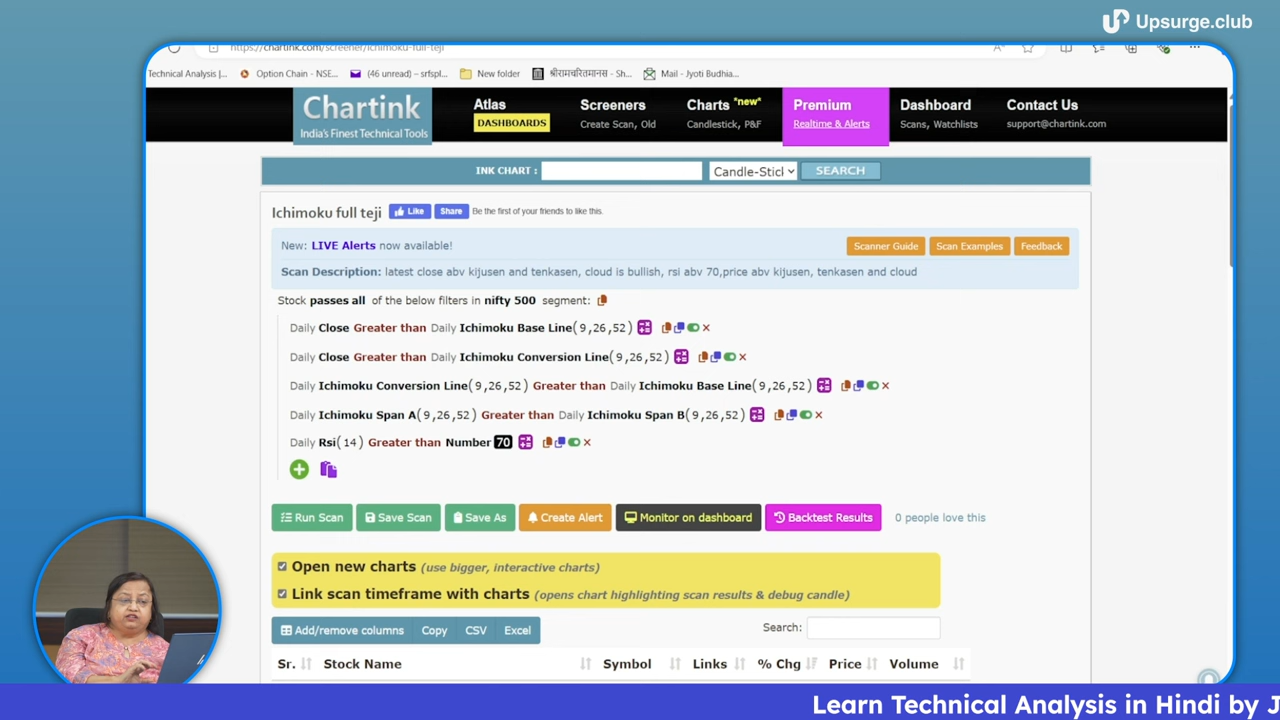 Upsurge.club
https://chartink.com/screener/ichimoku-full-teji
Technical Analysis |... Option Chain - NSE... (46 unread) – srfspl... New folder श्रीरामचरितमानस - Sh... Mail - Jyoti Budhia...
Chartink
India's Finest Technical Tools
Atlas
DASHBOARDS
Screeners
Create Scan, Old
Charts *new*
Candlestick, P&F
Premium
Realtime & Alerts
Dashboard
Scans, Watchlists
Contact Us
support@chartink.com
INK CHART : Candle-Sticl SEARCH
Ichimoku full teji Like Share Be the first of your friends to like this.
New: LIVE Alerts now available! Scanner Guide Scan Examples Feedback
Scan Description: latest close abv kijusen and tenkasen, cloud is bullish, rsi abv 70,price abv kijusen, tenkasen and cloud
Stock passes all of the below filters in nifty 500 segment:
Daily Close Greater than Daily Ichimoku Base Line(9,26,52)
Daily Close Greater than Daily Ichimoku Conversion Line(9,26,52)
Daily Ichimoku Conversion Line(9,26,52) Greater than Daily Ichimoku Base Line(9,26,52)
Daily Ichimoku Span A(9,26,52) Greater than Daily Ichimoku Span B(9,26,52)
Daily Rsi(14) Greater than Number 70
Run Scan Save Scan Save As Create Alert Monitor on dashboard Backtest Results 0 people love this
Open new charts (use bigger, interactive charts)
Link scan timeframe with charts (opens chart highlighting scan results & debug candle)
Add/remove columns Copy CSV Excel Search:
Sr. Stock Name Symbol Links % Chg Price Volume
Learn Technical Analysis in Hindi by J